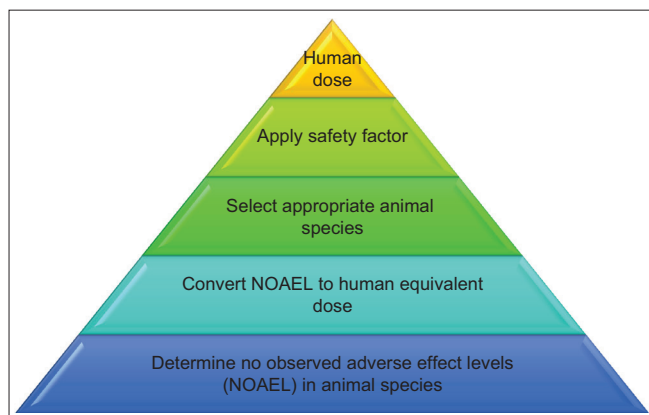 Human
dose
Apply safety factor
Select appropriate animal
species
Convert NOAEL to human equivalent
dose
Determine no observed adverse effect levels
(NOAEL) in animal species